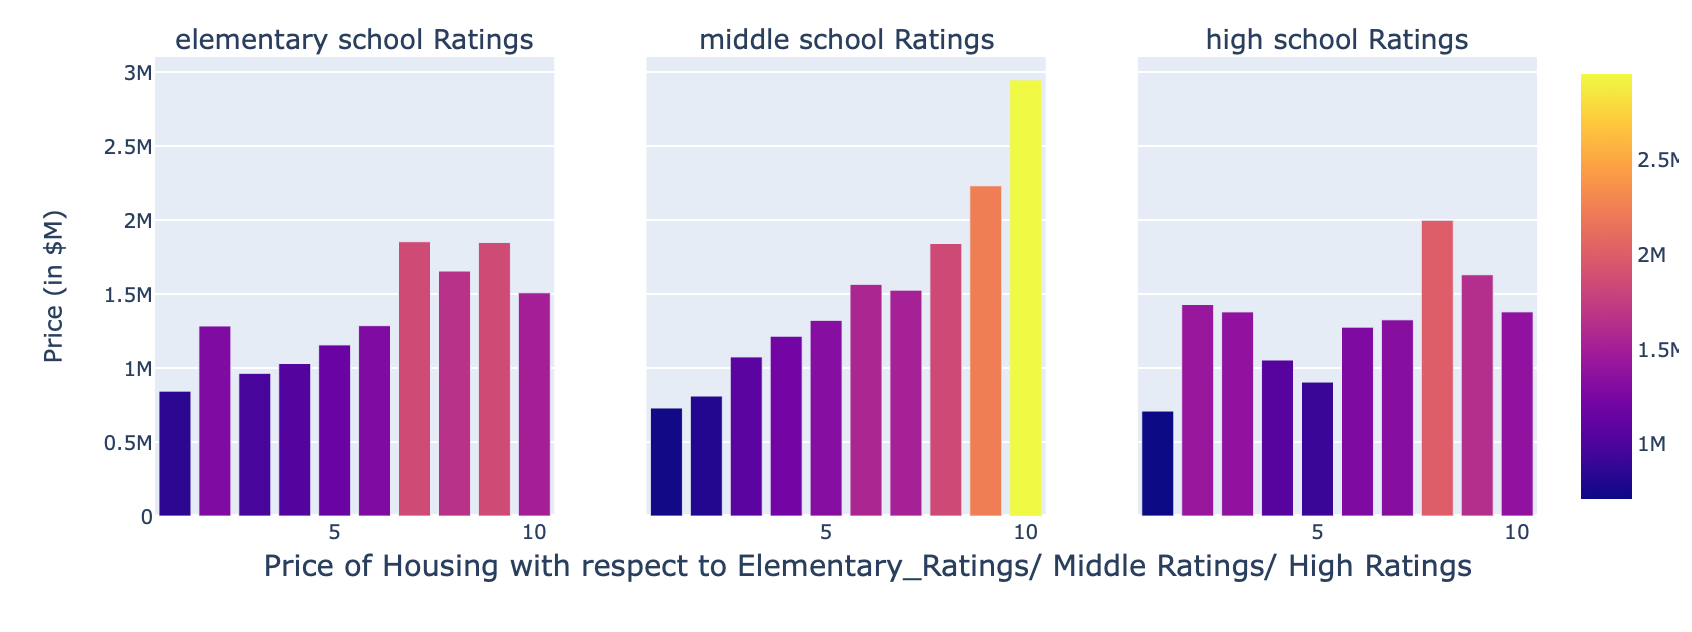 elementary school Ratings
middle school Ratings
high school Ratings
3M
2.5M
2M
1.5M
1M
0.5M
0
Price (in $M)
5
10
5
10
5
10
2.5M
2M
1.5M
1M
Price of Housing with respect to Elementary_Ratings/ Middle Ratings/ High Ratings